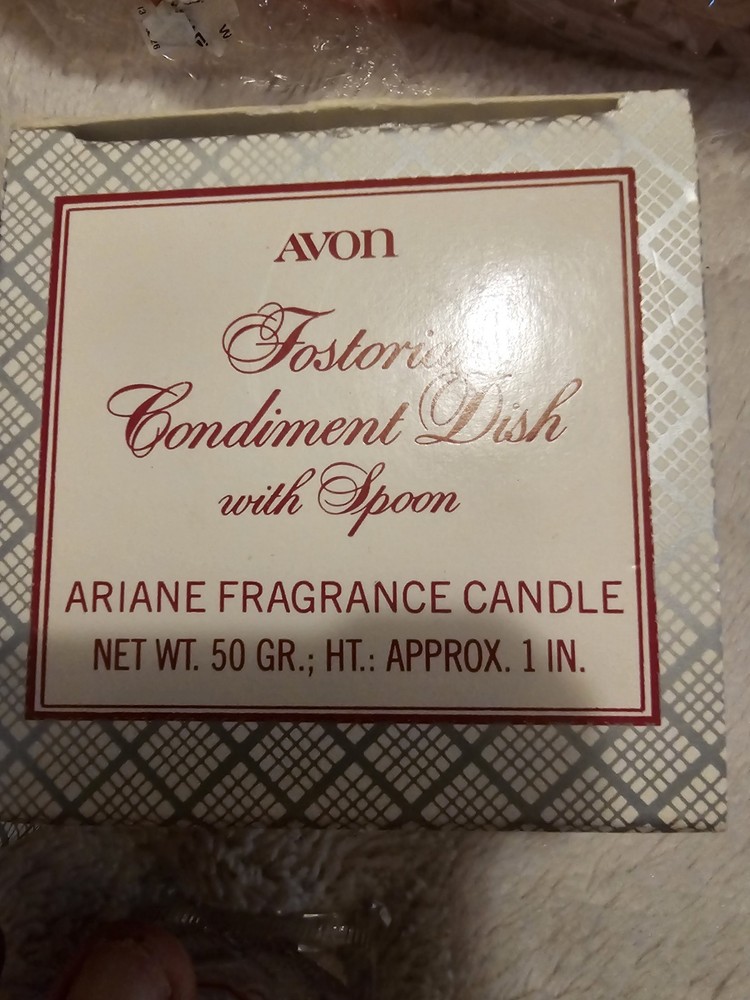 AVON
Fostoria
Condiment Dish
with Spoon
ARIANE FRAGRANCE CANDLE
NET WT. 50 GR.; HT.: APPROX. 1 IN.